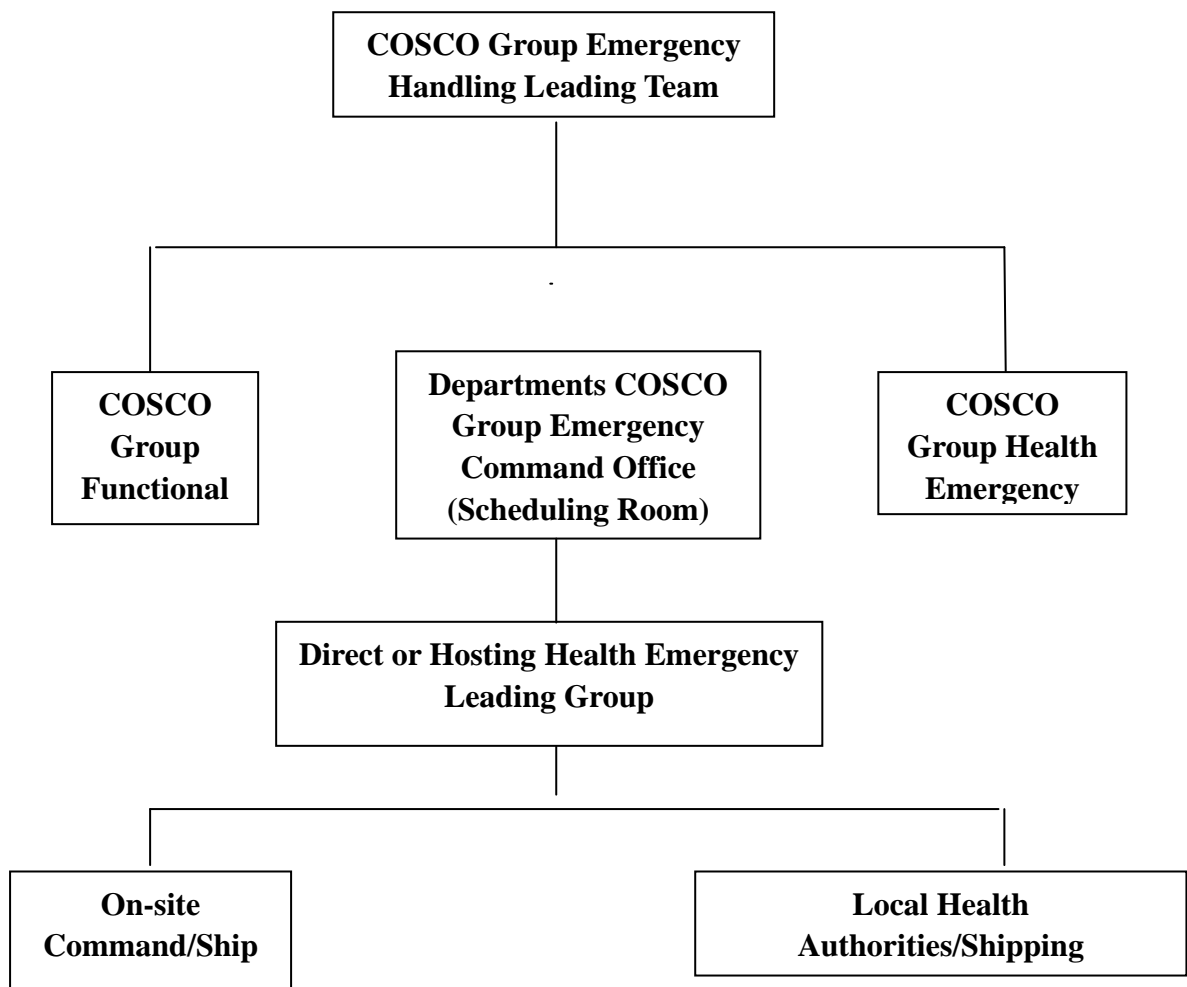 COSCO Group Emergency
Handling Leading Team
COSCO
Group
Functional
Departments COSCO
Group Emergency
Command Office
(Scheduling Room)
COSCO
Group Health
Emergency
Direct or Hosting Health Emergency
Leading Group
On-site
Command/Ship
Local Health
Authorities/Shipping